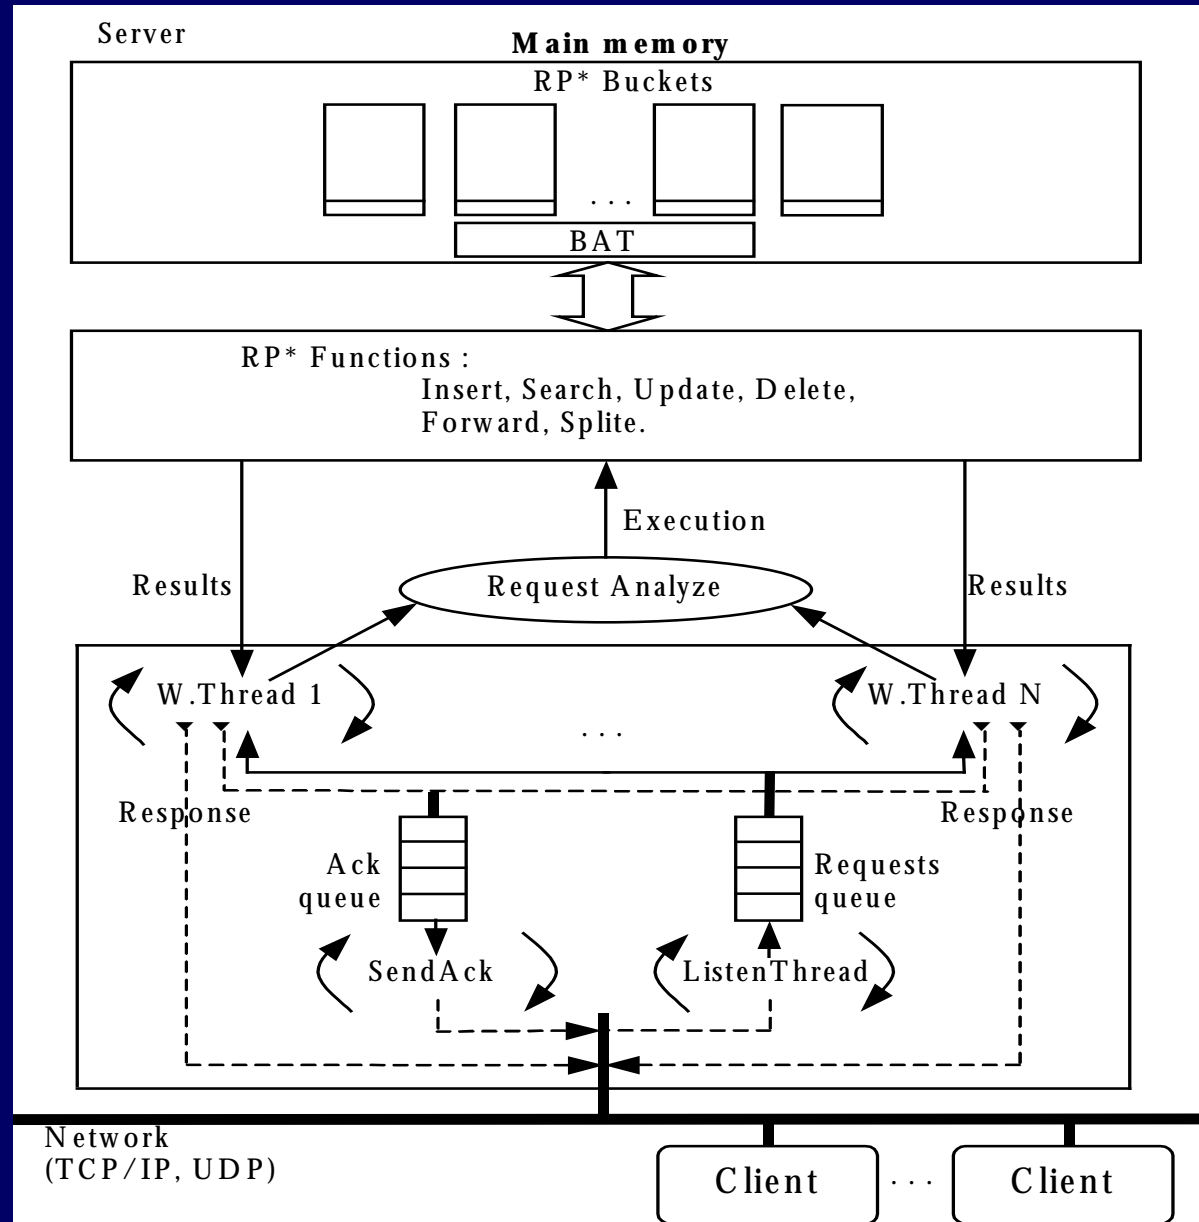 Server
Main memory
RP* Buckets
. . .
BAT
RP* Functions :
Insert, Search, Update, Delete,
Forward, Splite.
Execution
Results
Request Analyze
Results
W.Thread 1
W.Thread N
. . .
Response
Response
Ack
queue
Requests
queue
SendAck
ListenThread
Network
(TCP/IP, UDP)
Client
. . .
Client